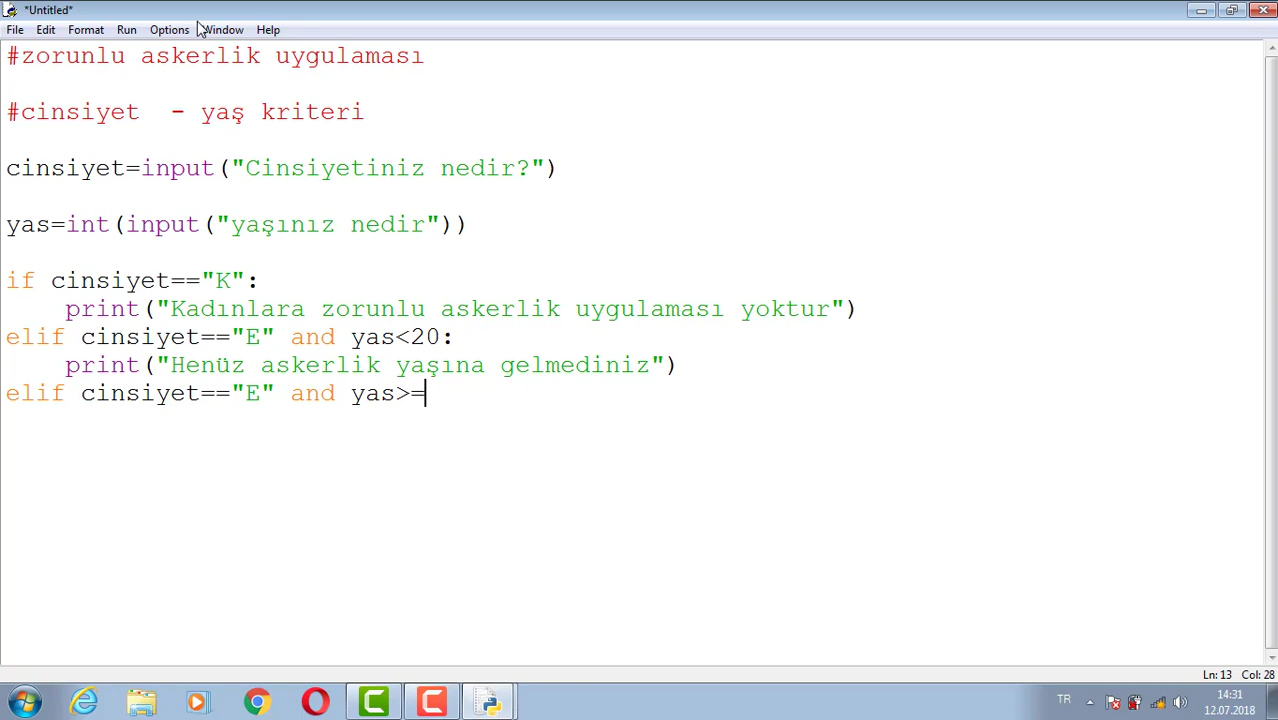 *Untitled*
File Edit Format Run Options Window Help
#zorunlu askerlik uygulaması
#cinsiyet - yaş kriteri
cinsiyet=input("Cinsiyetiniz nedir?")
yas=int(input("yaşınız nedir"))
if cinsiyet=="K":
print("Kadınlara zorunlu askerlik uygulaması yoktur")
elif cinsiyet=="E" and yas<20:
print("Henüz askerlik yaşına gelmediniz")
elif cinsiyet=="E" and yas>=
Ln: 13 Col: 28
TR
14:31
12.07.2018